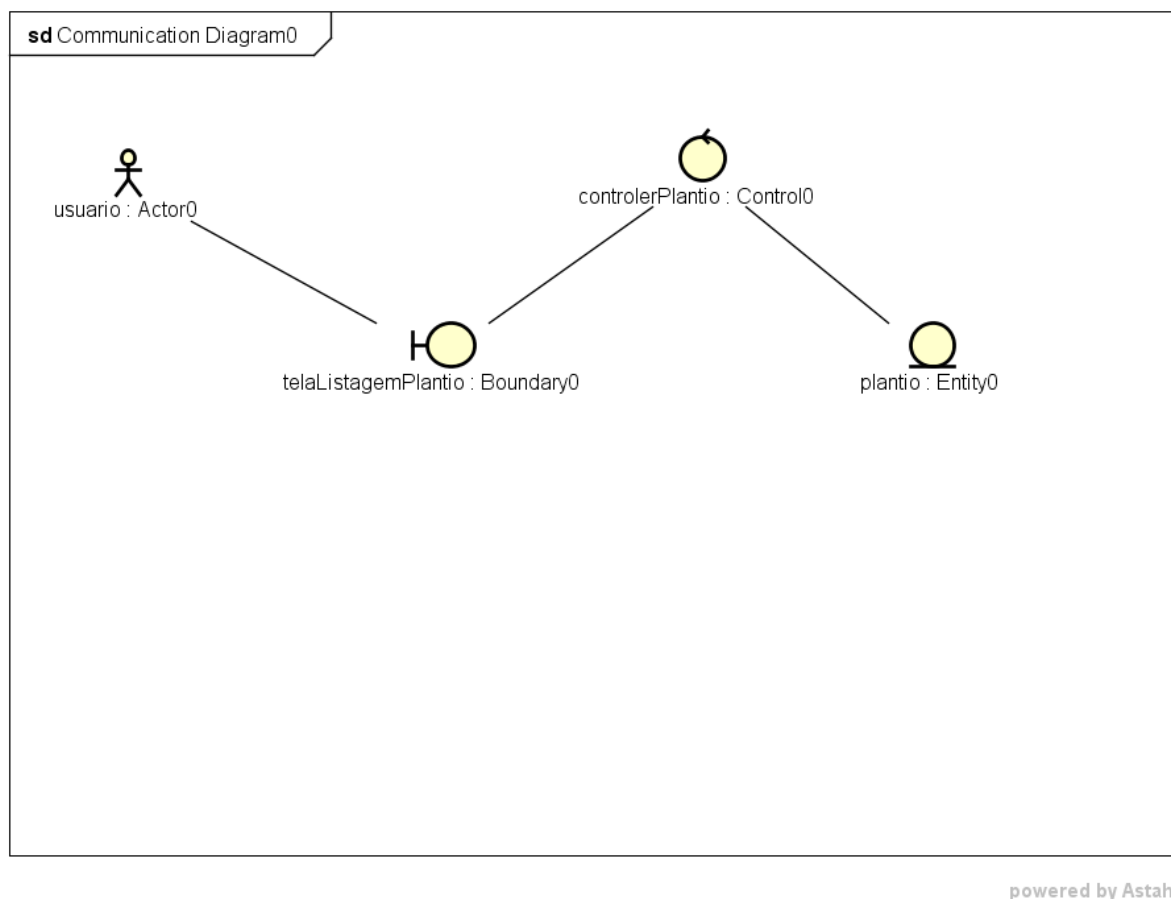 sd Communication Diagram0
usuario : Actor0
controlerPlantio : Control0
telaListagemPlantio : Boundary0
plantio : Entity0
powered by Astah